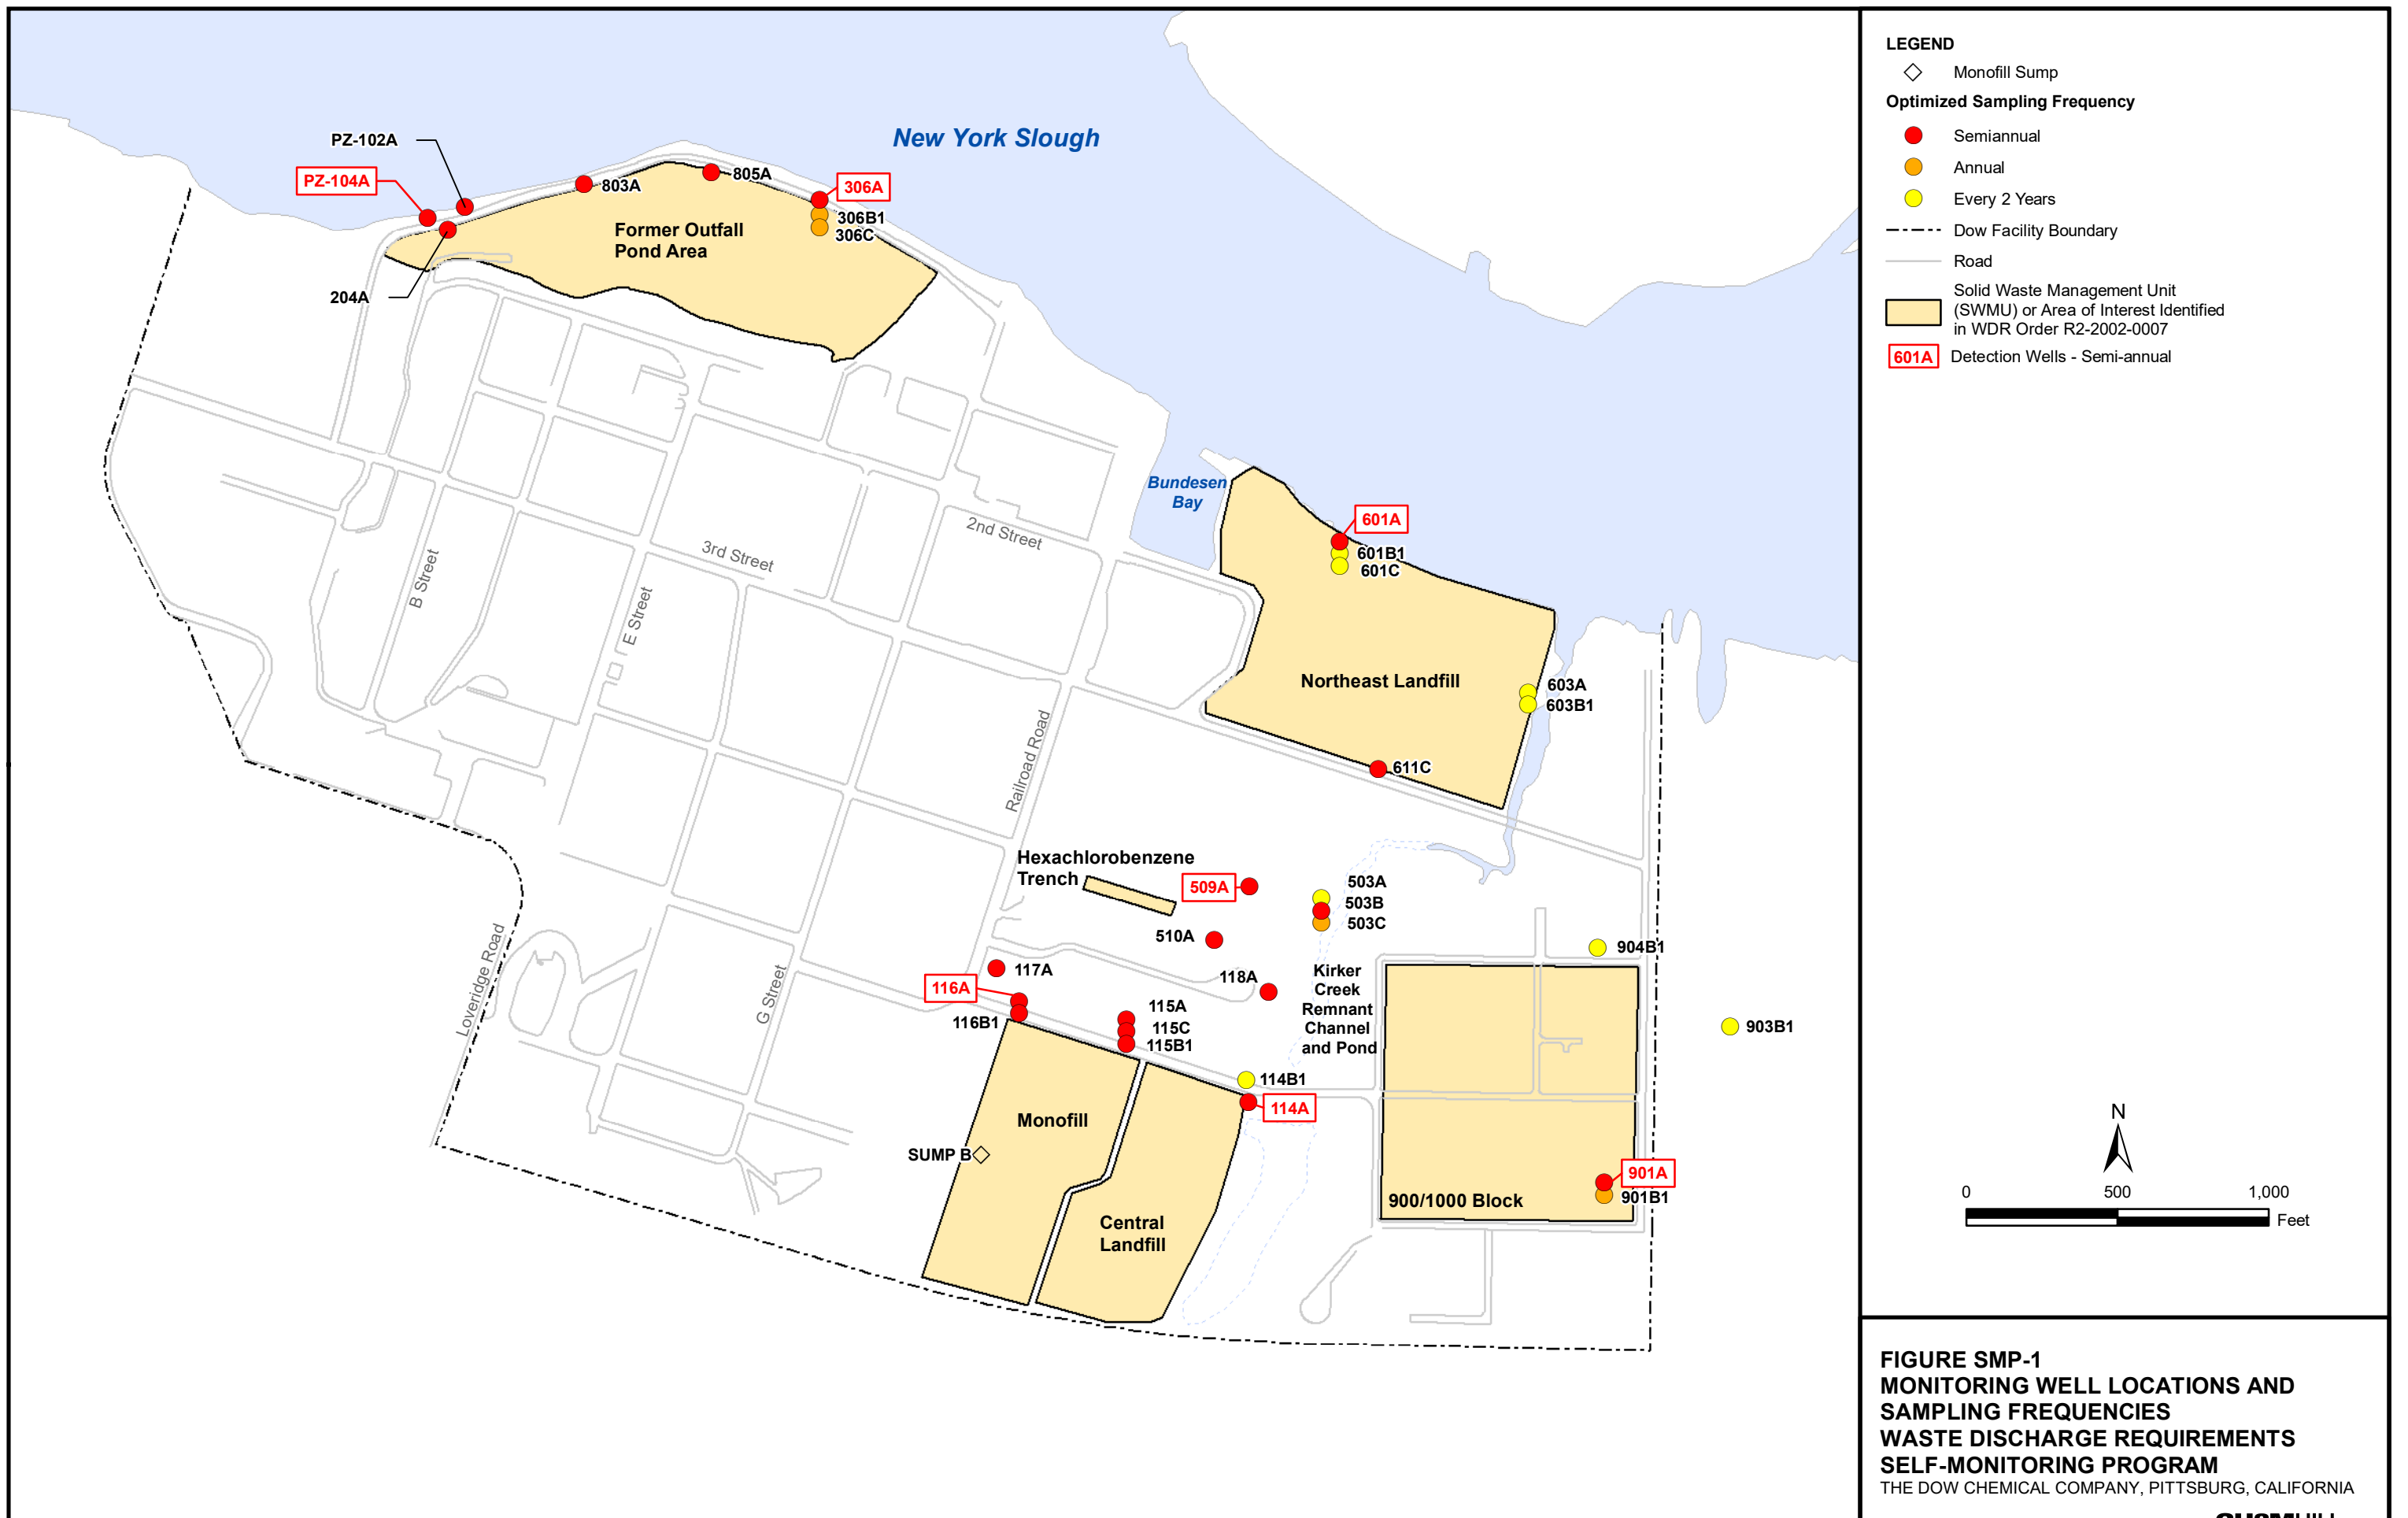 New York Slough
PZ-102A
PZ-104A
803A
805A
306A
306B1
306C
Former Outfall
Pond Area
204A
Bundesen
Bay
601A
601B1
601C
2nd Street
3rd Street
B Street
E Street
Northeast Landfill
603A
603B1
Railroad Road
611C
Hexachlorobenzene
Trench
509A
503A
503B
503C
510A
904B1
117A
118A
Kirker
Creek
Remnant
Channel
and Pond
Loveridge Road
G Street
116A
116B1
115A
115C
115B1
903B1
114B1
114A
Monofill
SUMP B
901A
901B1
900/1000 Block
Central
Landfill
LEGEND
Monofill Sump
Optimized Sampling Frequency
Semiannual
Annual
Every 2 Years
Dow Facility Boundary
Road
Solid Waste Management Unit
(SWMU) or Area of Interest Identified
in WDR Order R2-2002-0007
601A Detection Wells - Semi-annual
N
0 500 1,000
Feet
FIGURE SMP-1
MONITORING WELL LOCATIONS AND
SAMPLING FREQUENCIES
WASTE DISCHARGE REQUIREMENTS
SELF-MONITORING PROGRAM
THE DOW CHEMICAL COMPANY, PITTSBURG, CALIFORNIA